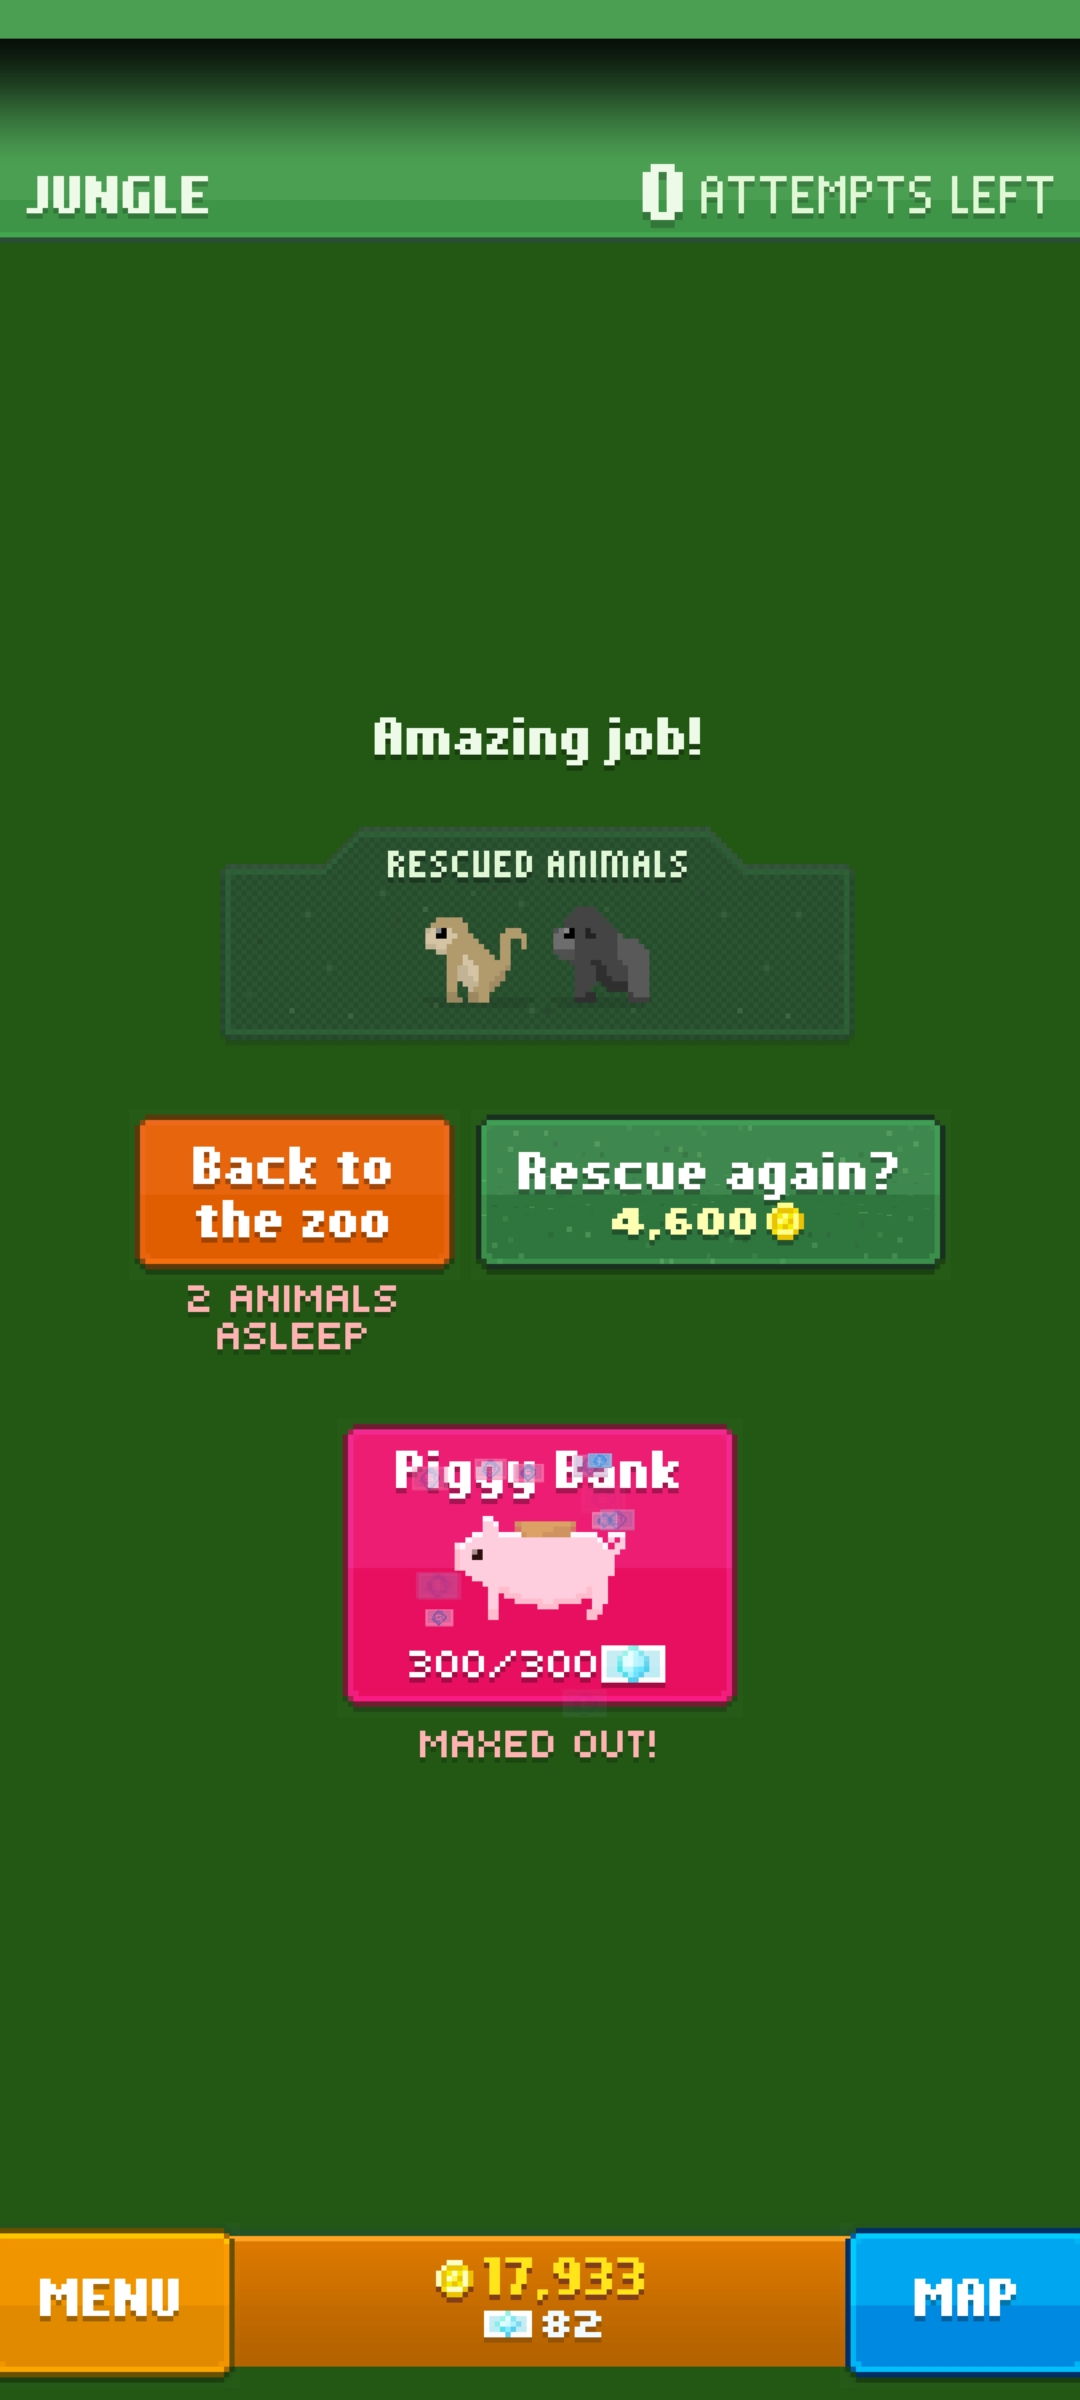 JUNGLE
0 ATTEMPTS LEFT
Amazing job!
RESCUED ANIMALS
Back to
the zoo
Rescue again?
4,600
2 ANIMALS
ASLEEP
Piggy Bank
300/300
MAXED OUT!
MENU
17,933
82
MAP